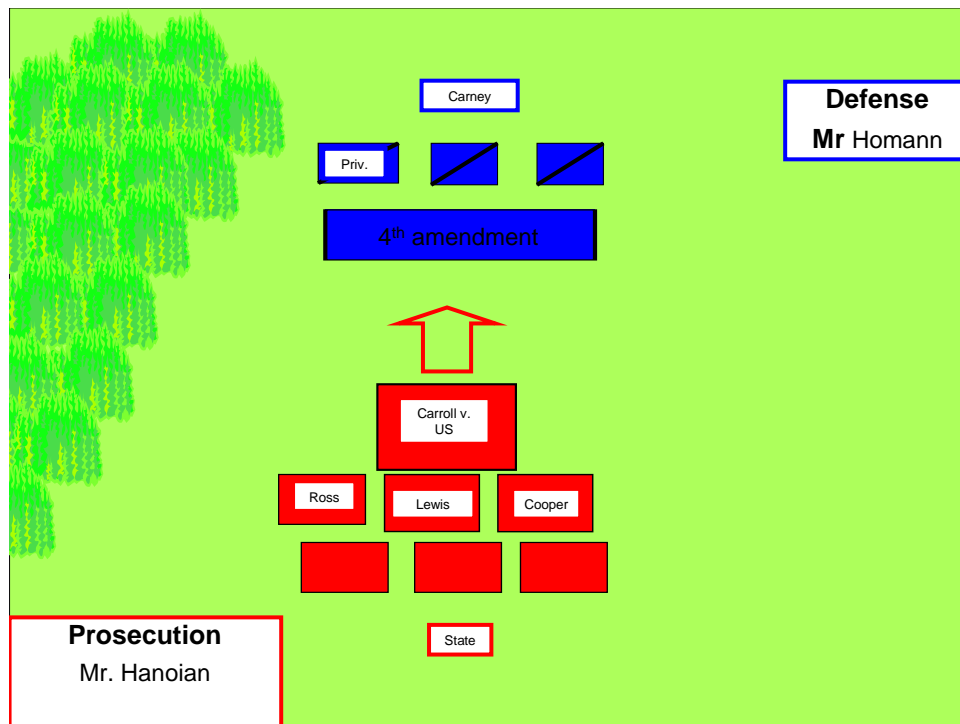 Carney
Defense
Mr Homann
Priv.
4th amendment
Carroll v.
US
Ross
Lewis
Cooper
Prosecution
Mr. Hanoian
State